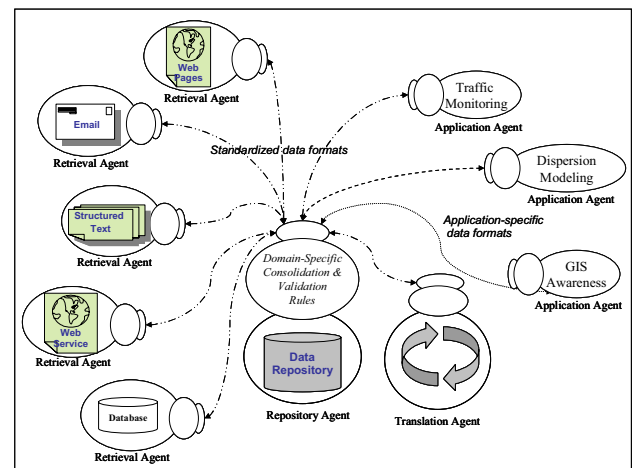 Web
Pages
Retrieval Agent
Email
Retrieval Agent
Standardized data formats
Traffic
Monitoring
Application Agent
Dispersion
Modeling
Application Agent
Structured
Text
Retrieval Agent
Application-specific
data formats
GIS
Awareness
Application Agent
Domain-Specific
Consolidation &
Validation
Rules
Web
Service
Retrieval Agent
Data
Repository
Repository Agent
Translation Agent
Database
Retrieval Agent